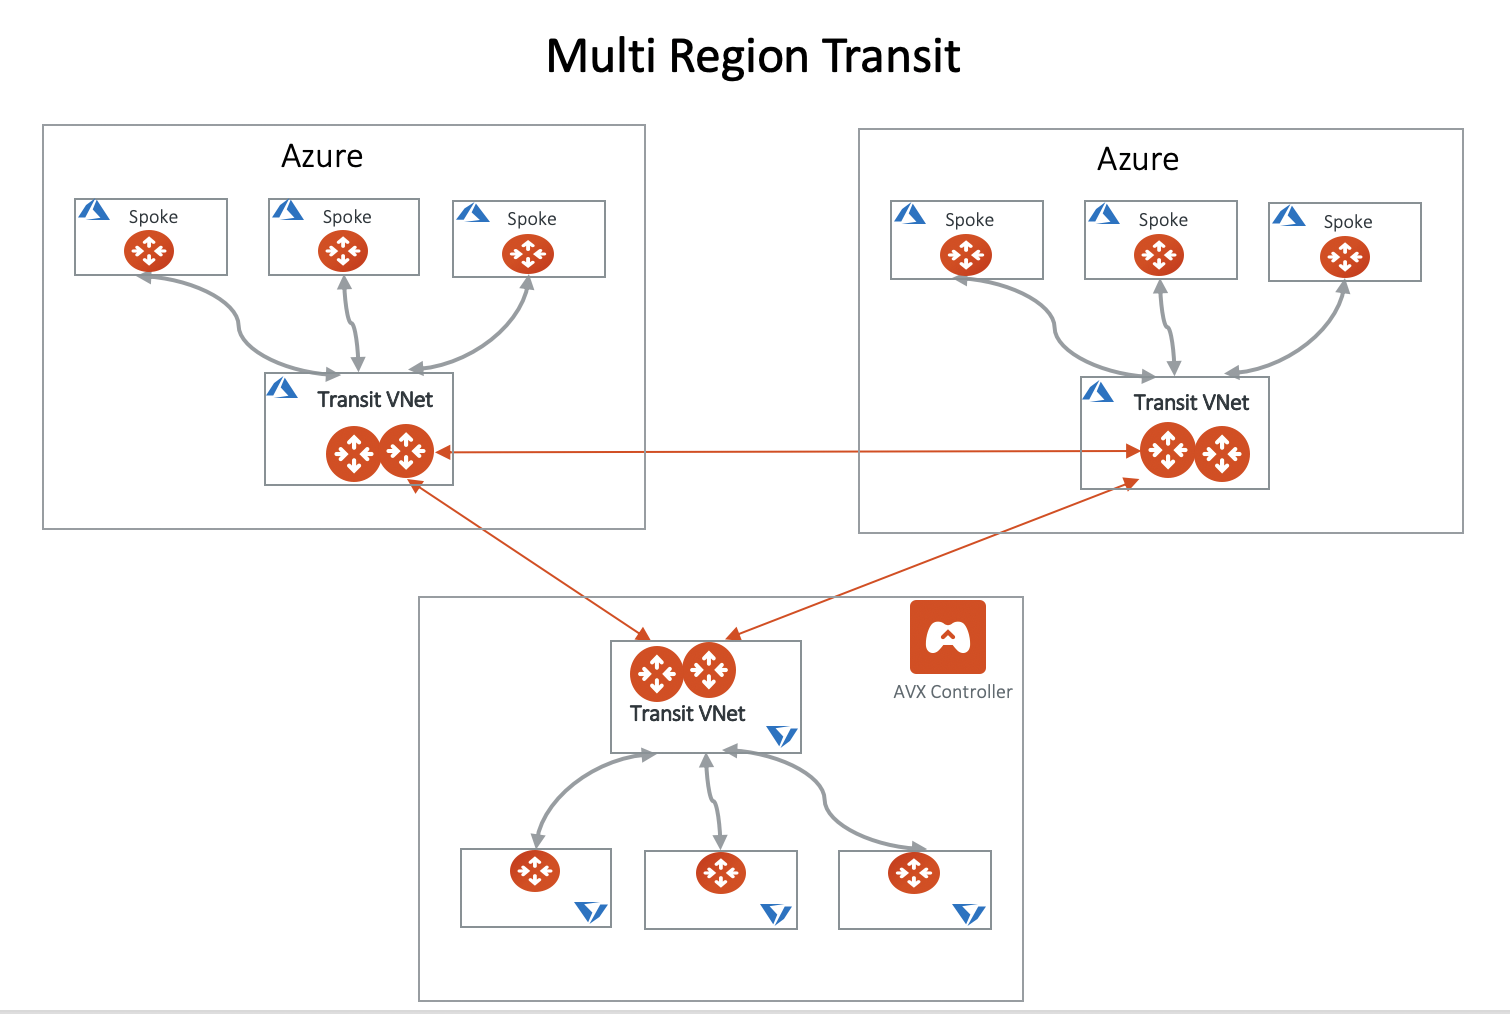 Multi Region Transit
Azure
Spoke
Spoke
Spoke
Transit VNet
Azure
Spoke
Spoke
Spoke
Transit VNet
AVX Controller
Transit VNet